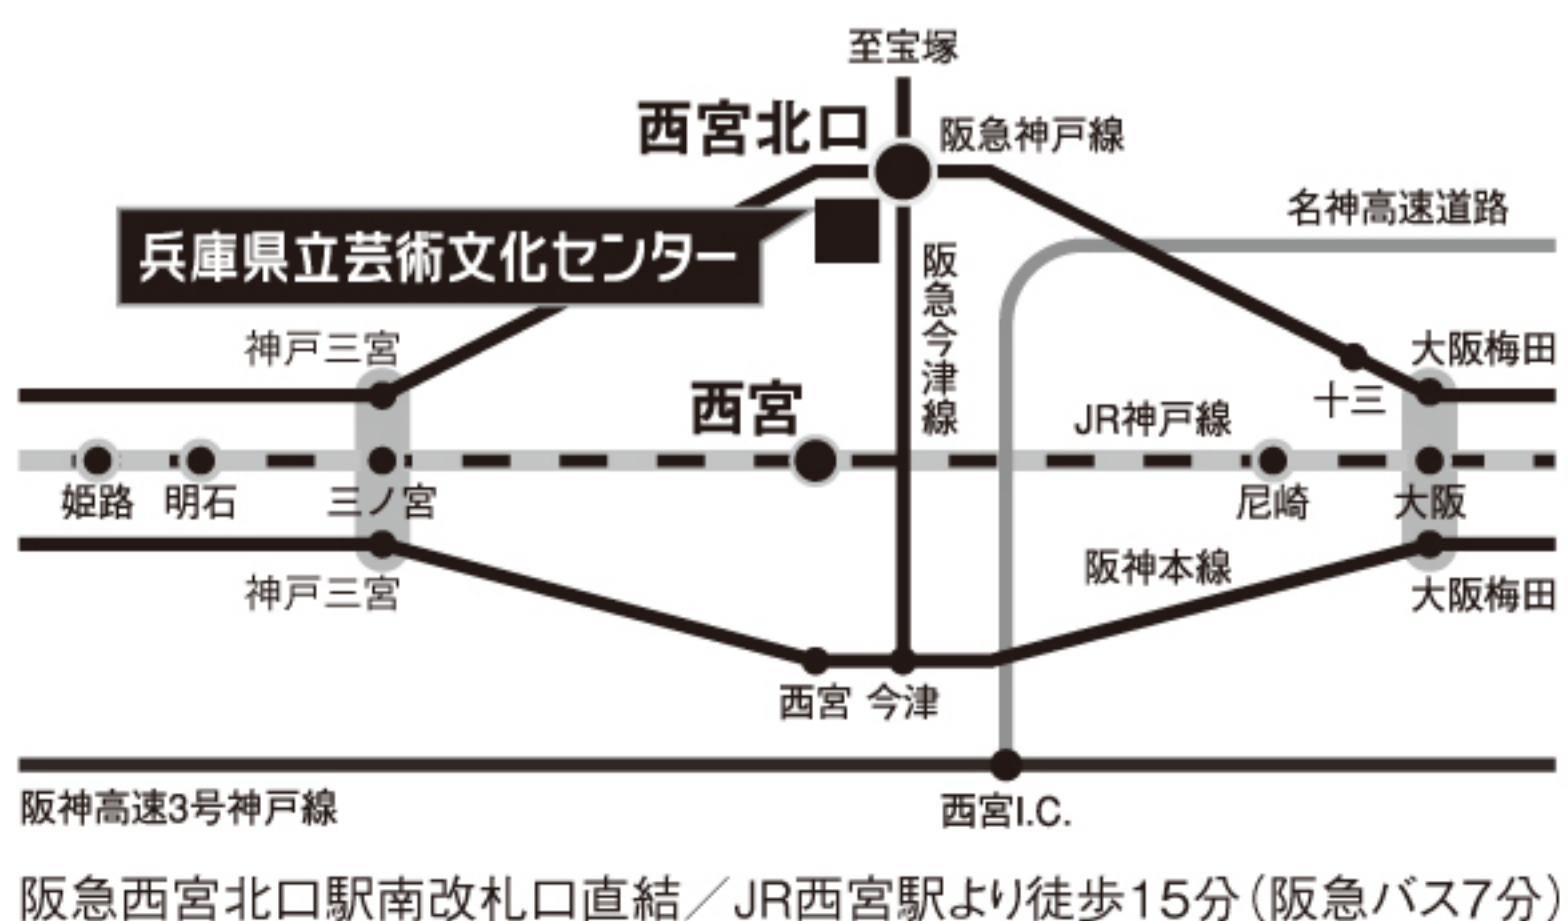 至宝塚
西宮北口
阪急神戸線
名神高速道路
兵庫県立芸術文化センター
阪急今津線
神戸三宮
大阪梅田
十三
西宮
JR神戸線
姫路
明石
三ノ宮
尼崎
大阪
阪神本線
神戸三宮
大阪梅田
西宮
今津
阪神高速3号神戸線
西宮I.C.
阪急西宮北口駅南改札口直結／JR西宮駅より徒歩15分（阪急バス7分）